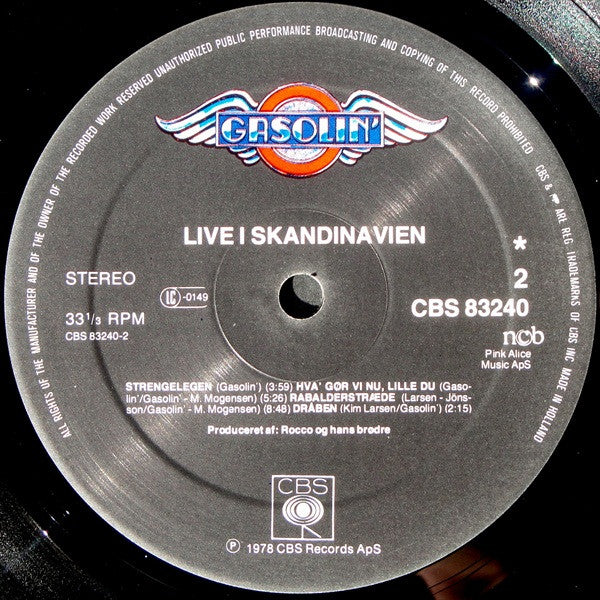 ALL RIGHTS OF THE MANUFACTURER AND OF THE OWNER OF THE RECORDED WORK RESERVED UNAUTHORIZED PUBLIC PERFORMANCE BROADCASTING AND COPYING OF THIS RECORD PROHIBITED CBS & ARE REG. TRADEMARKS OF CBS INC MADE IN HOLLAND
GASOLIN'
LIVE I SKANDINAVIEN
STEREO
LC -0149
* 2
33 1/3 RPM
CBS 83240
CBS 83240-2
ncb
Pink Alice
Music ApS
STRENGELEGEN (Gasolin') (3:59) HVA' GØR VI NU, LILLE DU (Gaso-
lin'/Gasolin' - M. Mogensen) (5:26) RABALDERSTRÆDE (Larsen - Jöns-
son/Gasolin' - M. Mogensen) (8:48) DRÅBEN (Kim Larsen/Gasolin') (2:15)
Produceret af: Rocco og hans brødre
CBS
℗ 1978 CBS Records ApS